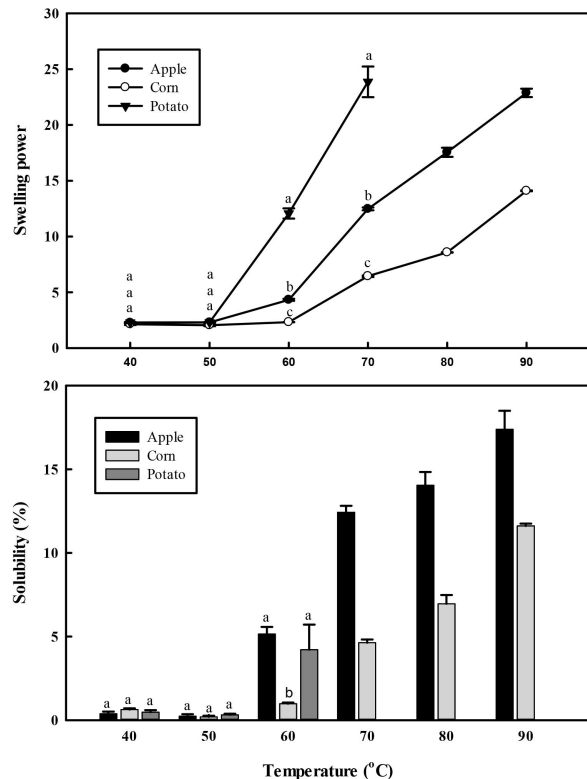 30
25
20
15
10
5
0
Swelling power
Apple
Corn
Potato
a
a
b
a
a
b
c
a
a
a
a
a
a
c
40 50 60 70 80 90
20
15
10
5
0
Solubility (%)
Apple
Corn
Potato
a a
b
a a a a a a
40 50 60 70 80 90
Temperature (°C)